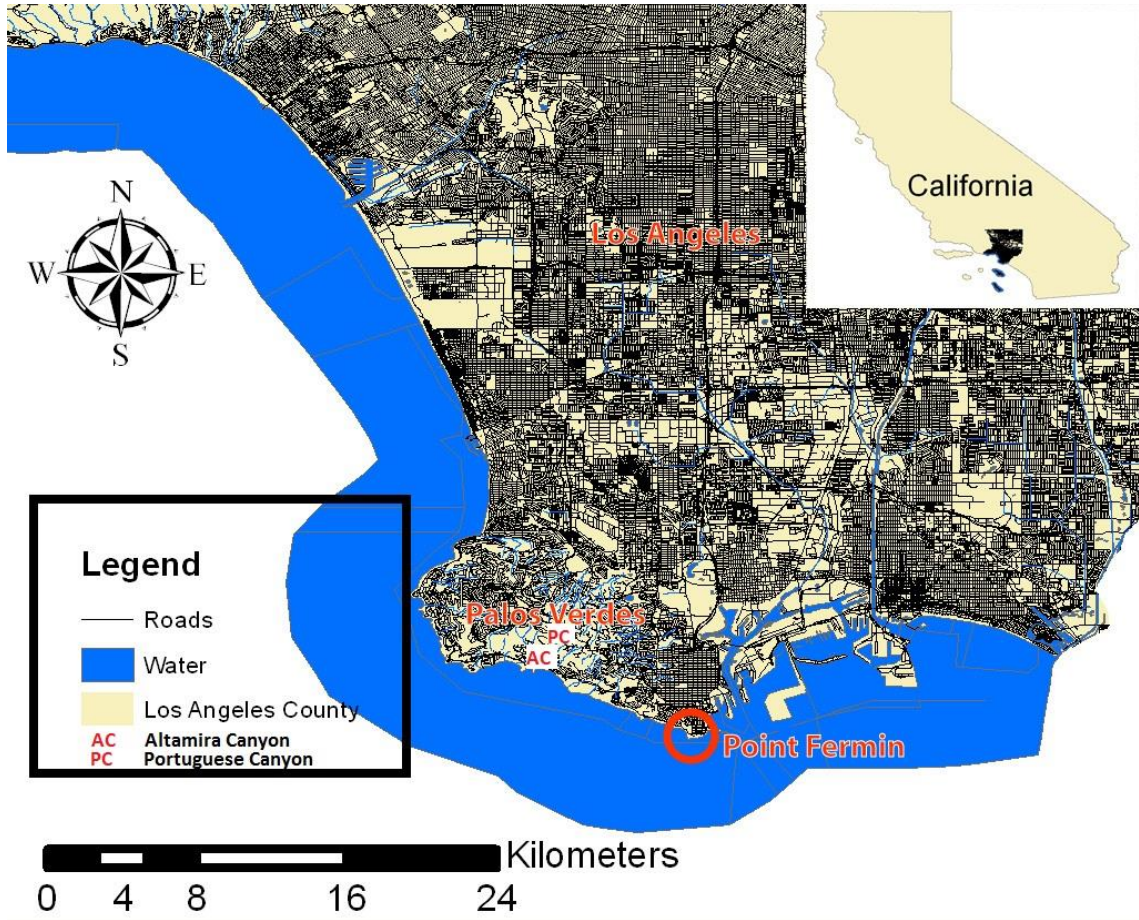 California
Los Angeles
N
W E
S
Legend
Roads
Water
Los Angeles County
AC Altamira Canyon
PC Portuguese Canyon
Palos Verdes
PC
AC
Point Fermin
Kilometers
0 4 8 16 24